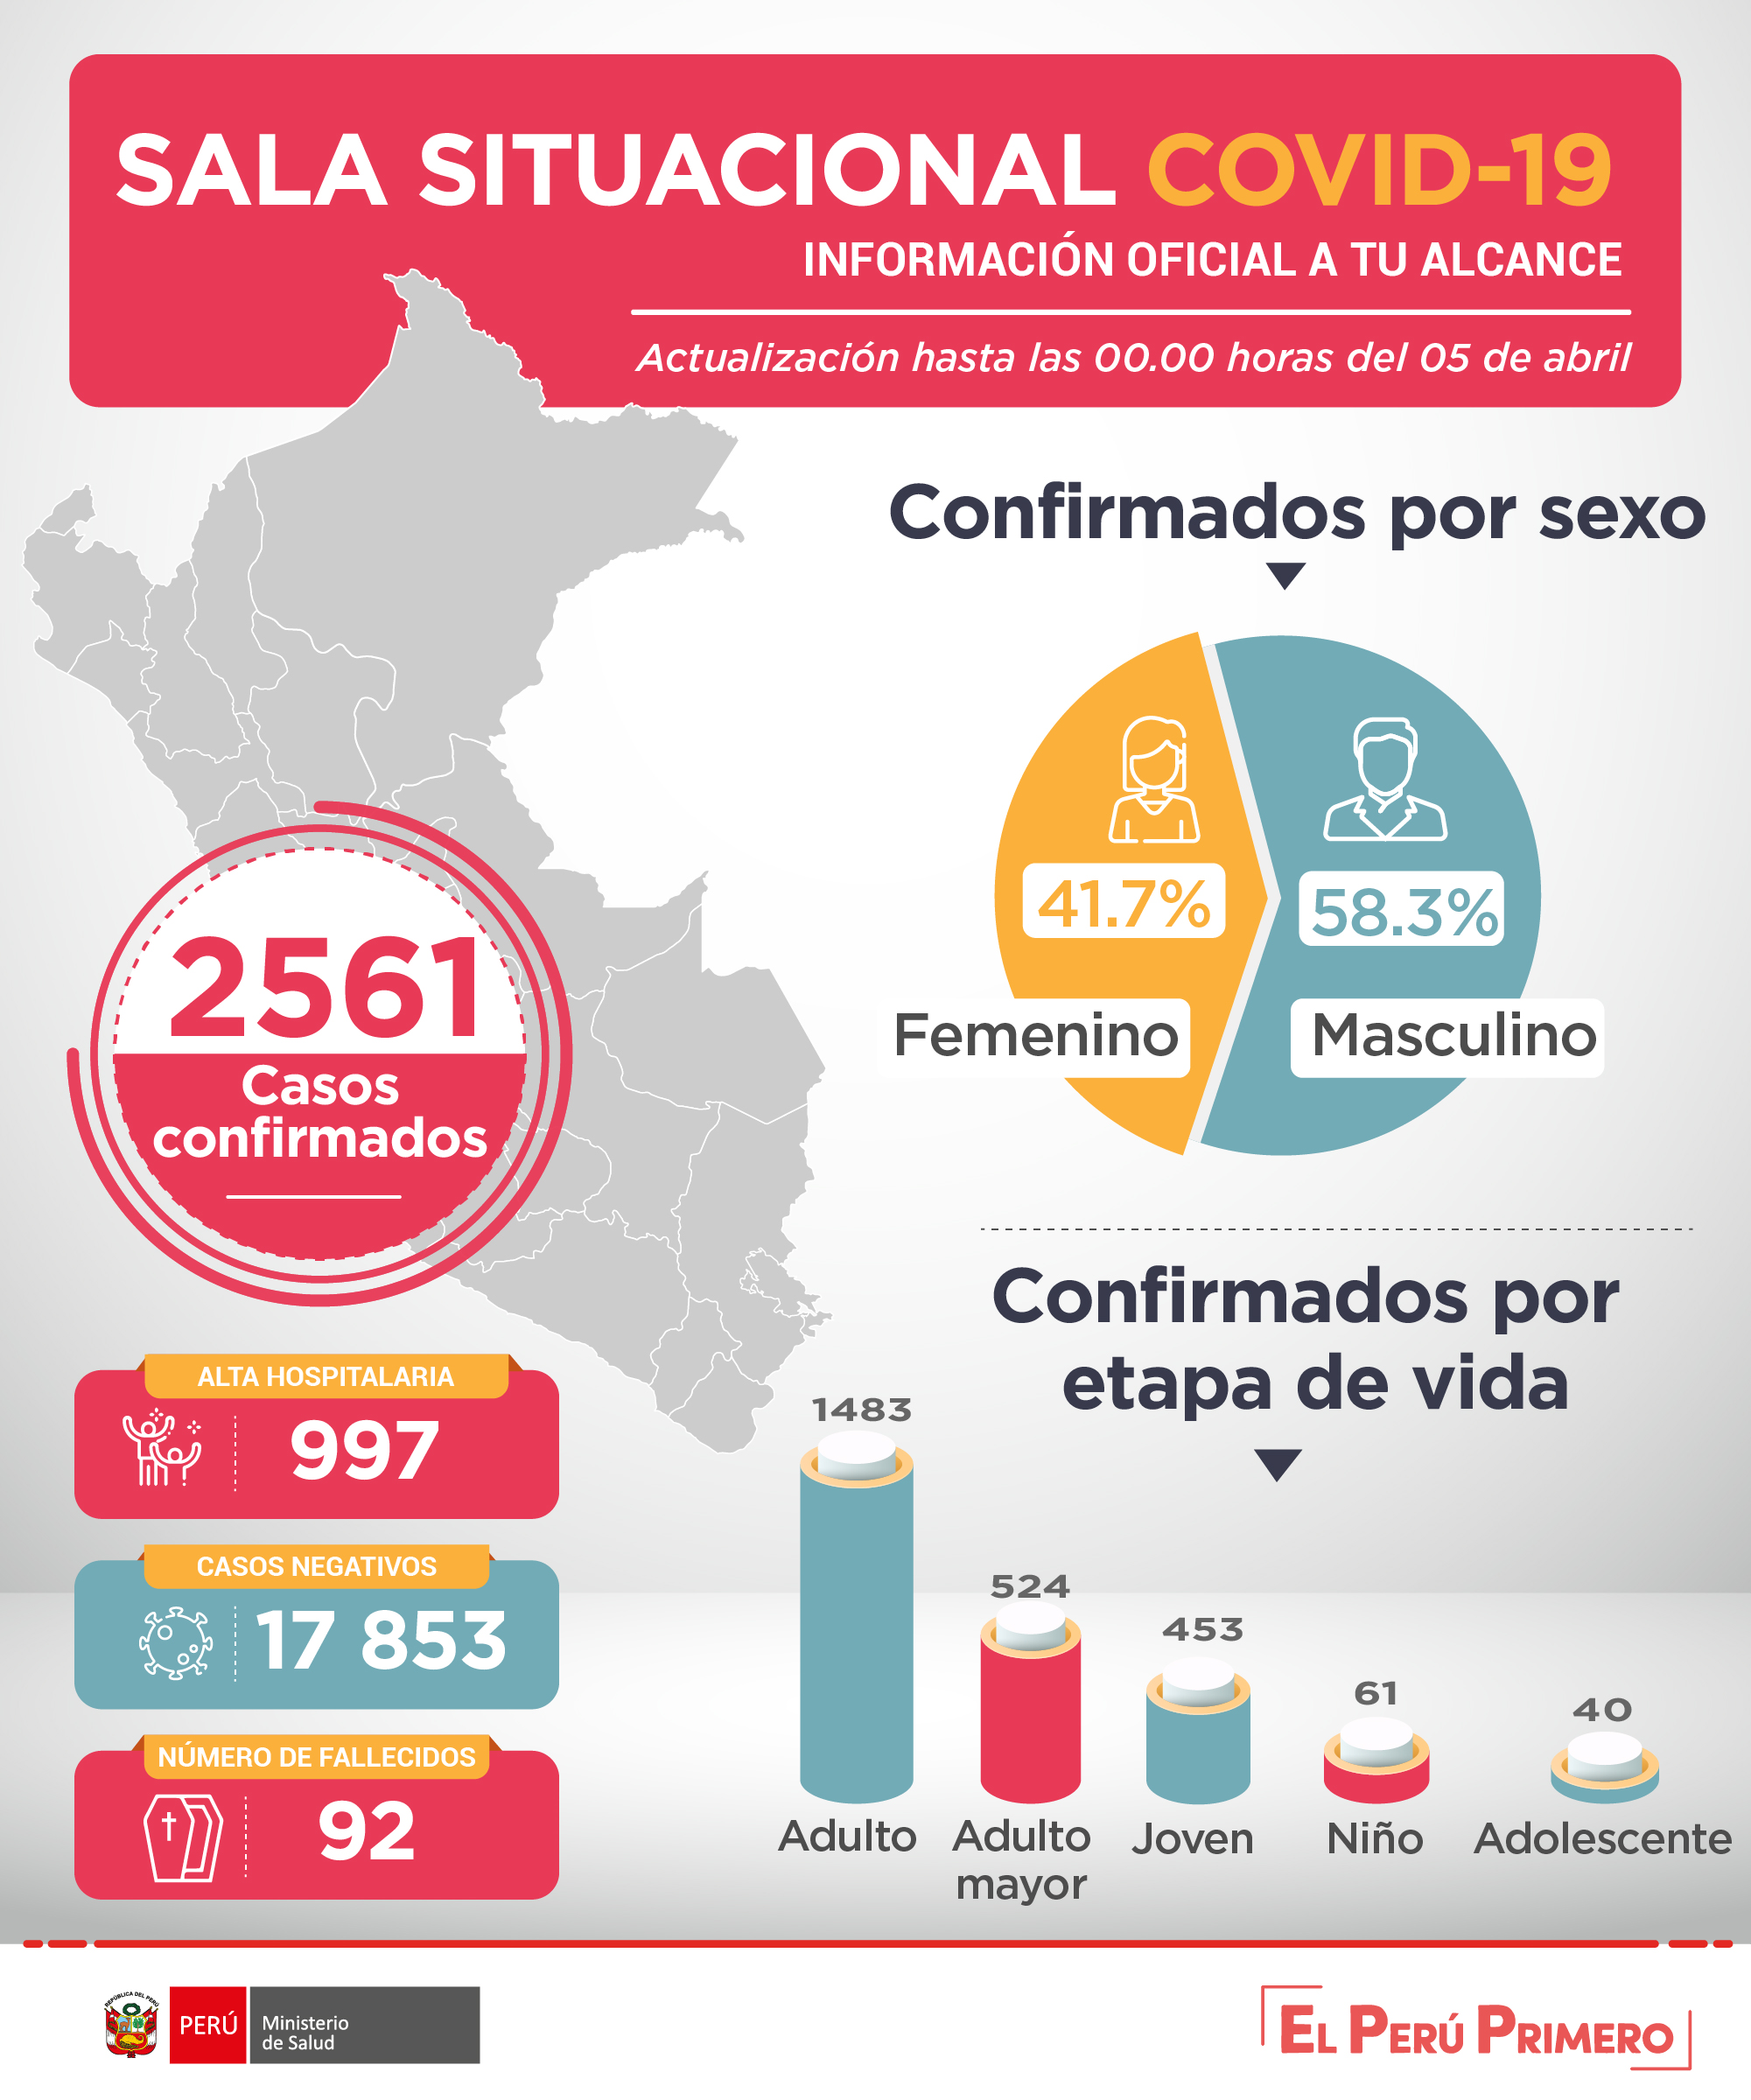 SALA SITUACIONAL COVID-19
INFORMACIÓN OFICIAL A TU ALCANCE
Actualización hasta las 00.00 horas del 05 de abril
Confirmados por sexo
41.7%
58.3%
Femenino
Masculino
2561
Casos
confirmados
ALTA HOSPITALARIA
997
CASOS NEGATIVOS
17 853
NÚMERO DE FALLECIDOS
92
Confirmados por
etapa de vida
1483
524
453
61
40
Adulto
Adulto
mayor
Joven
Niño
Adolescente
REPÚBLICA DEL PERÚ
PERÚ
Ministerio
de Salud
EL PERÚ PRIMERO